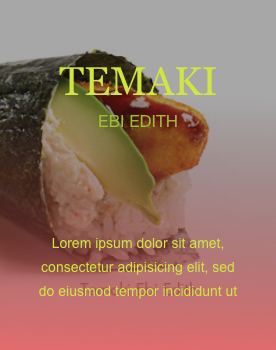 TEMAKI
EBI EDITH
Lorem ipsum dolor sit amet,
consectetur adipisicing elit, sed
do eiusmod tempor incididunt ut